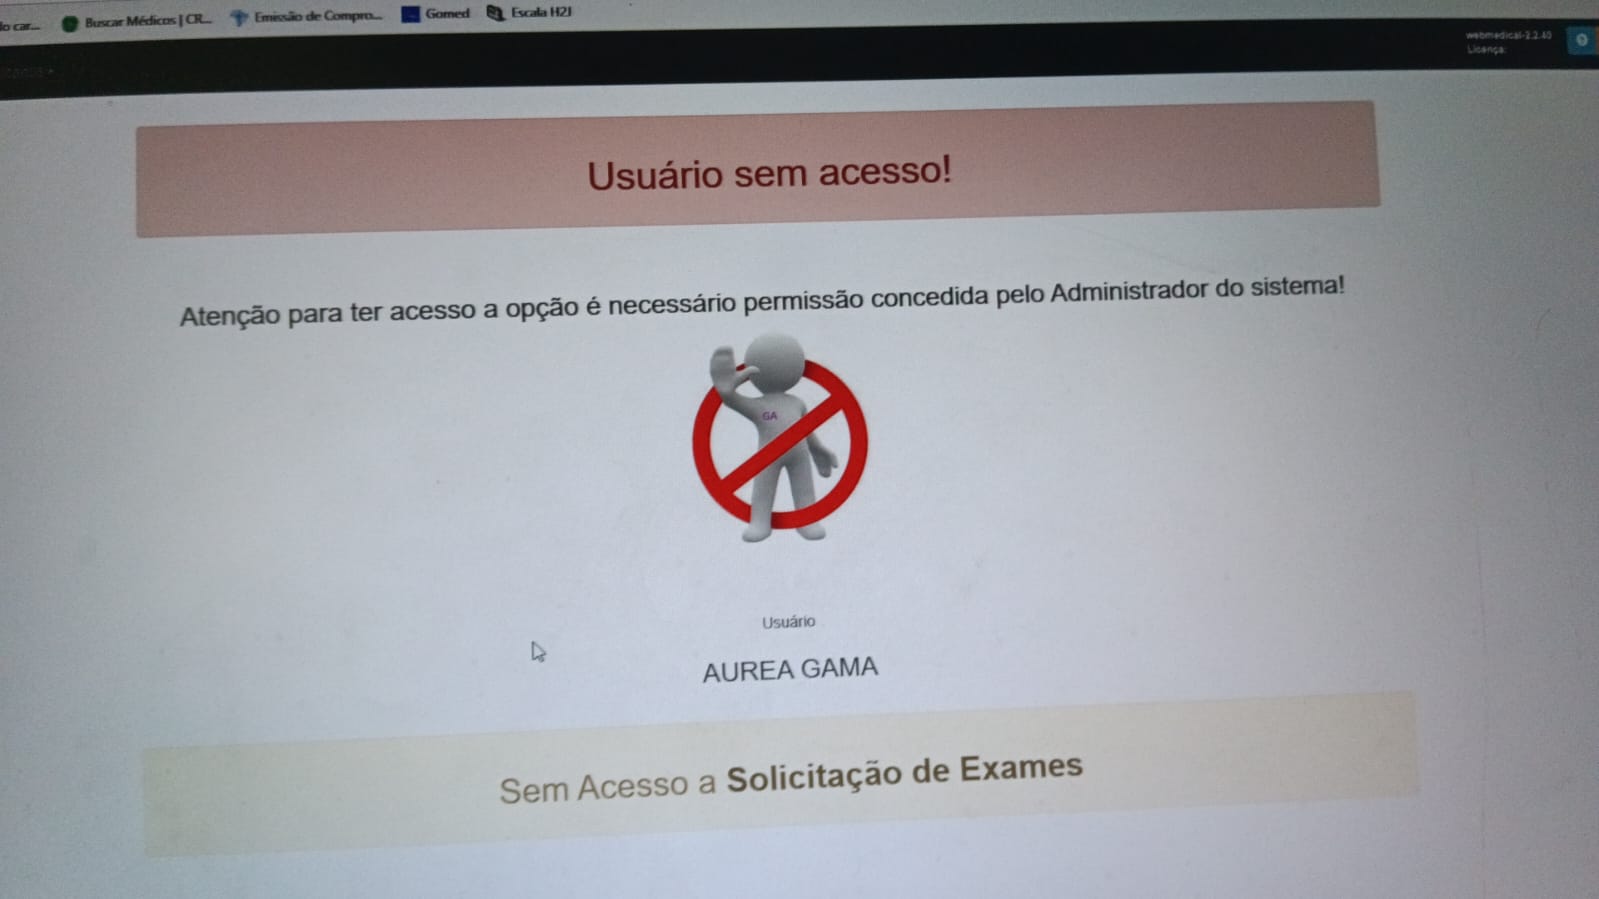 lo car...
Buscar Médicos | CR...
Emissão de Compro...
Gomed
Escala H2J
webmedical-2.2.40
Licença:
Usuário sem acesso!
Atenção para ter acesso a opção é necessário permissão concedida pelo Administrador do sistema!
GA
Usuário
AUREA GAMA
Sem Acesso a Solicitação de Exames